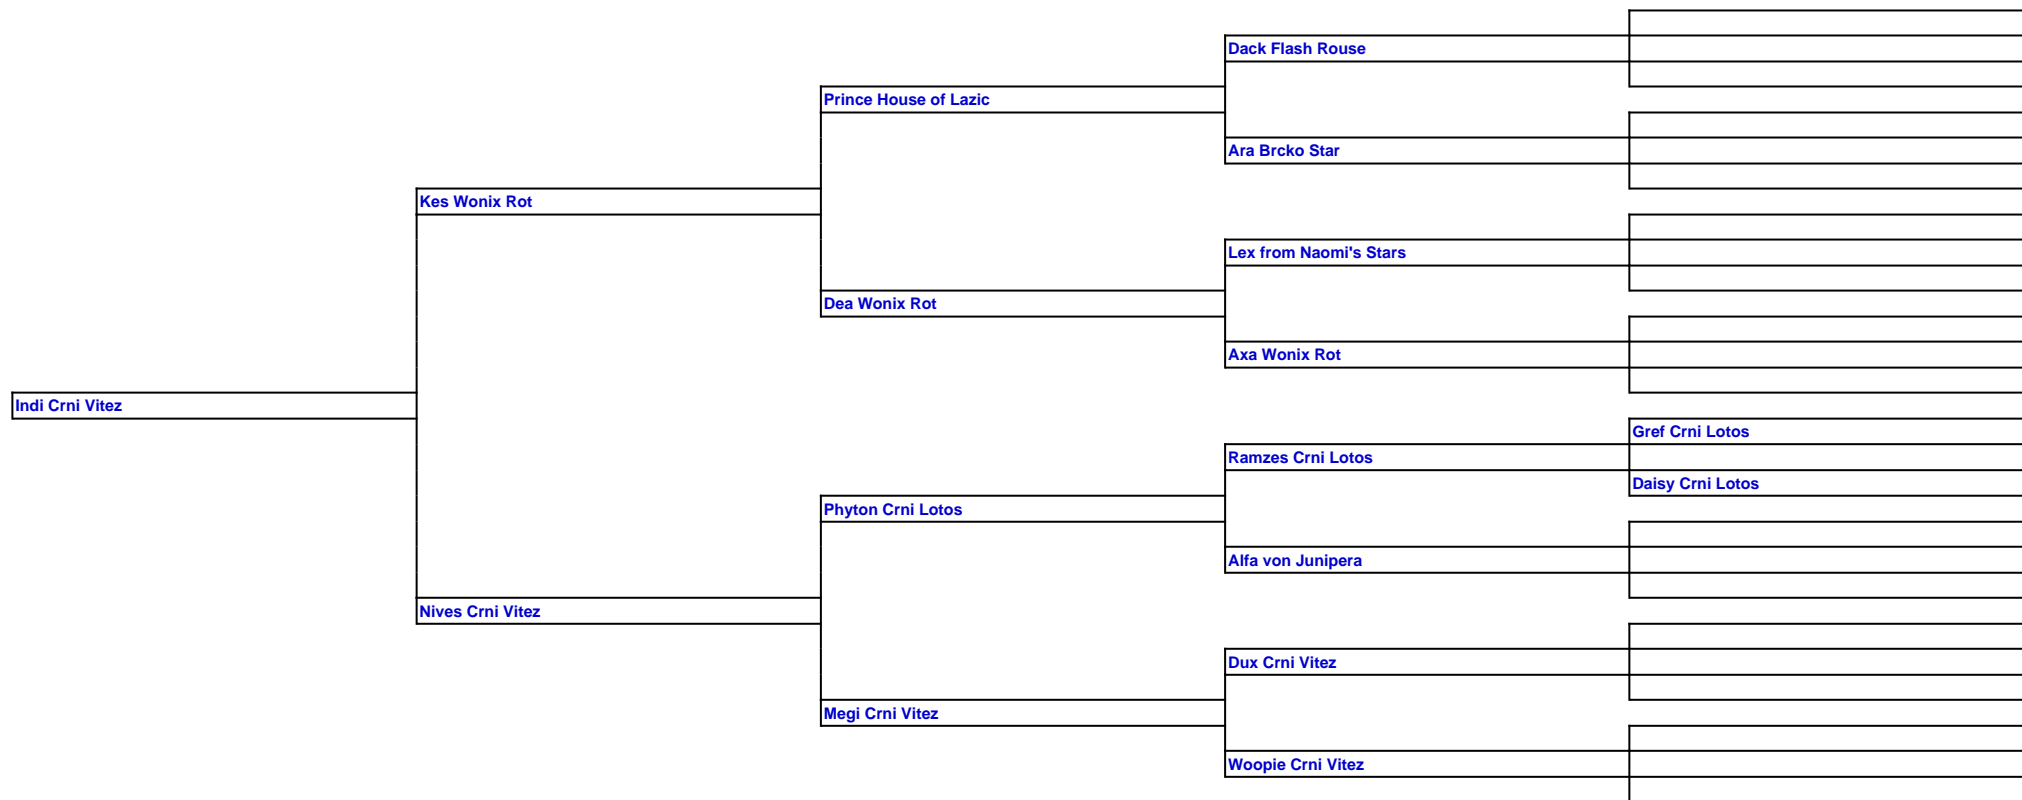 Dack Flash Rouse
Prince House of Lazic
Ara Brcko Star
Kes Wonix Rot
Lex from Naomi's Stars
Dea Wonix Rot
Axa Wonix Rot
Indi Crni Vitez
Gref Crni Lotos
Ramzes Crni Lotos
Daisy Crni Lotos
Phyton Crni Lotos
Alfa von Junipera
Nives Crni Vitez
Dux Crni Vitez
Megi Crni Vitez
Woopie Crni Vitez